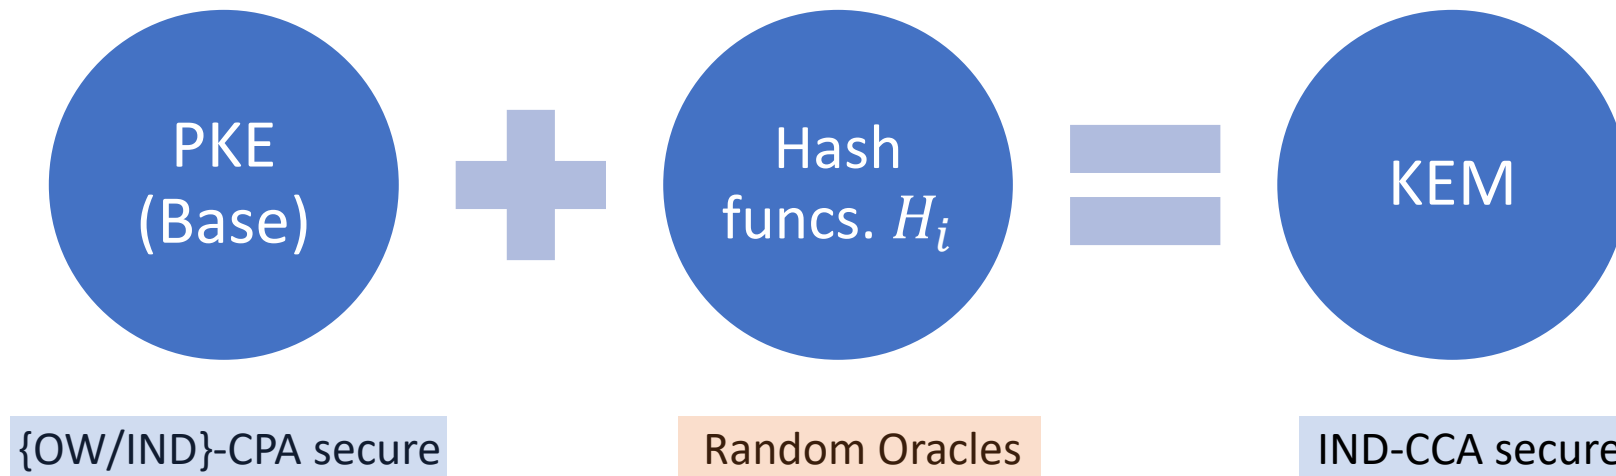 PKE
(Base)
Hash
funcs. H_i
KEM
{OW/IND}-CPA secure
Random Oracles
IND-CCA secure